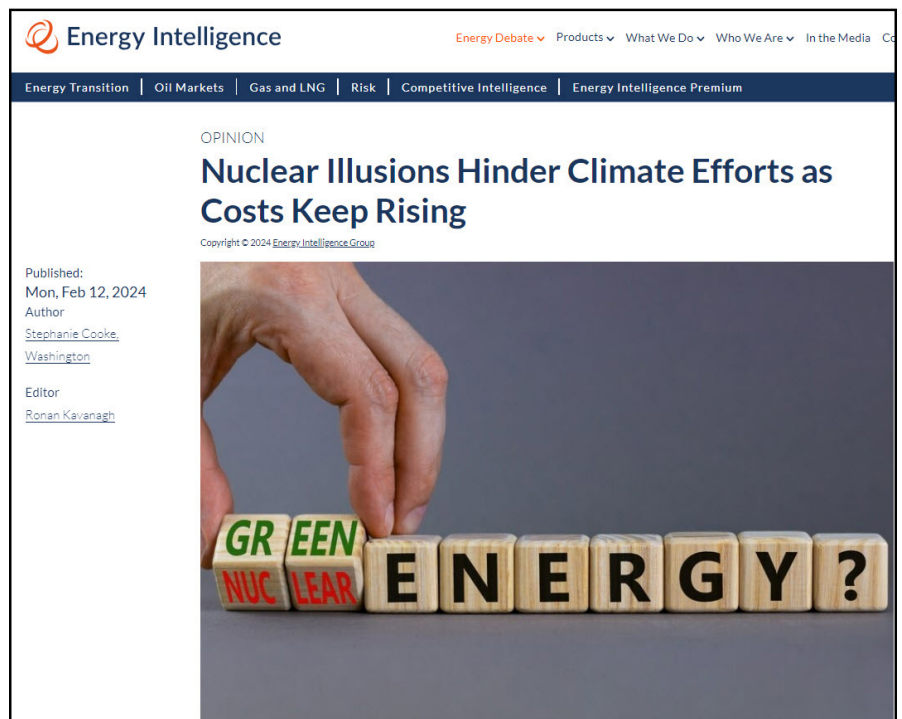 Energy Intelligence
Energy Debate Products What We Do Who We Are In the Media
Energy Transition | Oil Markets | Gas and LNG | Risk | Competitive Intelligence | Energy Intelligence Premium
OPINION
Nuclear Illusions Hinder Climate Efforts as
Costs Keep Rising
Copyright © 2024 Energy Intelligence Group
Published:
Mon, Feb 12, 2024
Author
Stephanie Cooke,
Washington
Editor
Ronan Kavanagh
GREEN
NUCLEAR
ENERGY?